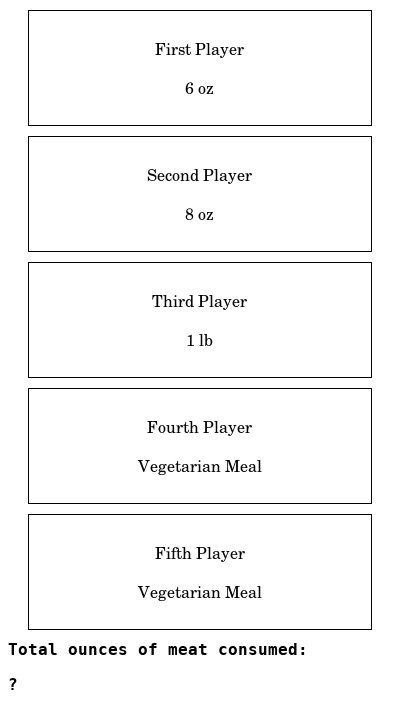 First Player
6 oz
Second Player
8 oz
Third Player
1 lb
Fourth Player
Vegetarian Meal
Fifth Player
Vegetarian Meal
Total ounces of meat consumed:
?